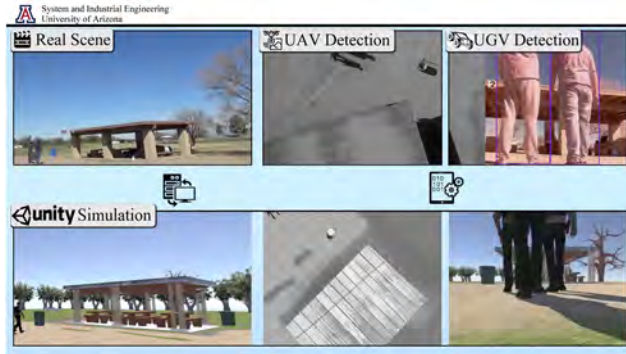 System and Industrial Engineering
University of Arizona
Real Scene
UAV Detection
UGV Detection
unity Simulation